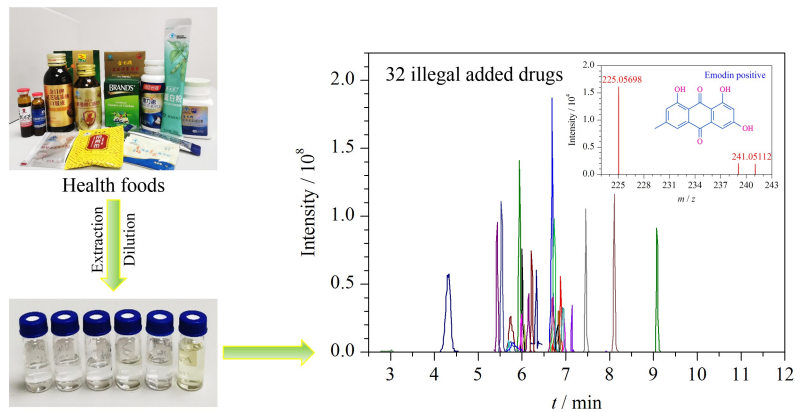 BRANDS
Health foods
Extraction
Dilution
32 illegal added drugs
Intensity / 10⁸
2.0
1.5
1.0
0.5
0.0
3 4 5 6 7 8 9 10 11 12
t / min
Emodin positive
225.05698
241.05112
Intensity / 10⁴
2.0
1.5
1.0
0.5
0.0
OH O OH
OH
O
225 228 231 234 237 240 243
m / z